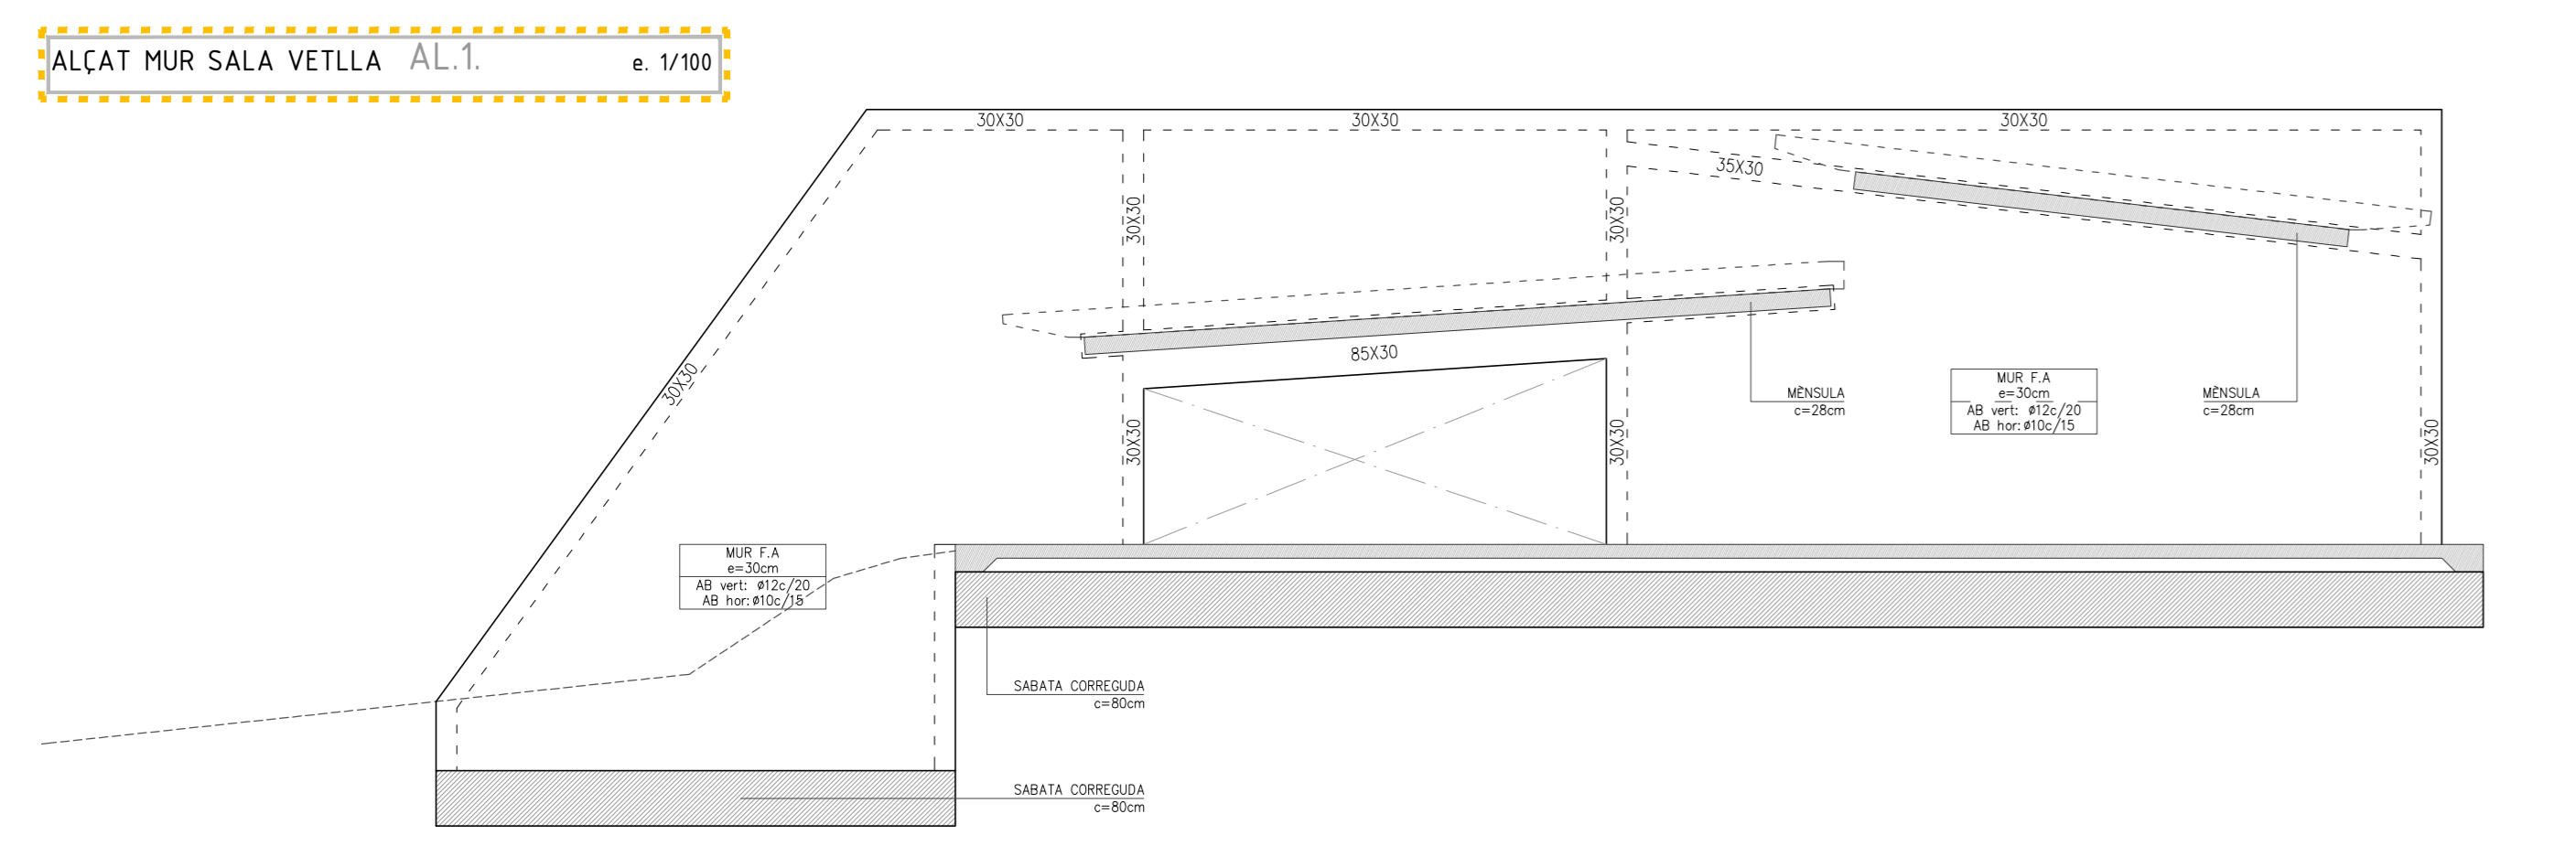 ALÇAT MUR SALA VETLLA AL.1. e. 1/100
30X30 30X30 30X30
35X30
30X30 30X30
30X30
85X30
30X30 30X30 30X30
MÈNSULA
c=28cm
MUR F.A
e=30cm
AB vert: ø12c/20
AB hor:ø10c/15
MÈNSULA
c=28cm
MUR F.A
e=30cm
AB vert: ø12c/20
AB hor:ø10c/15
SABATA CORREGUDA
c=80cm
SABATA CORREGUDA
c=80cm